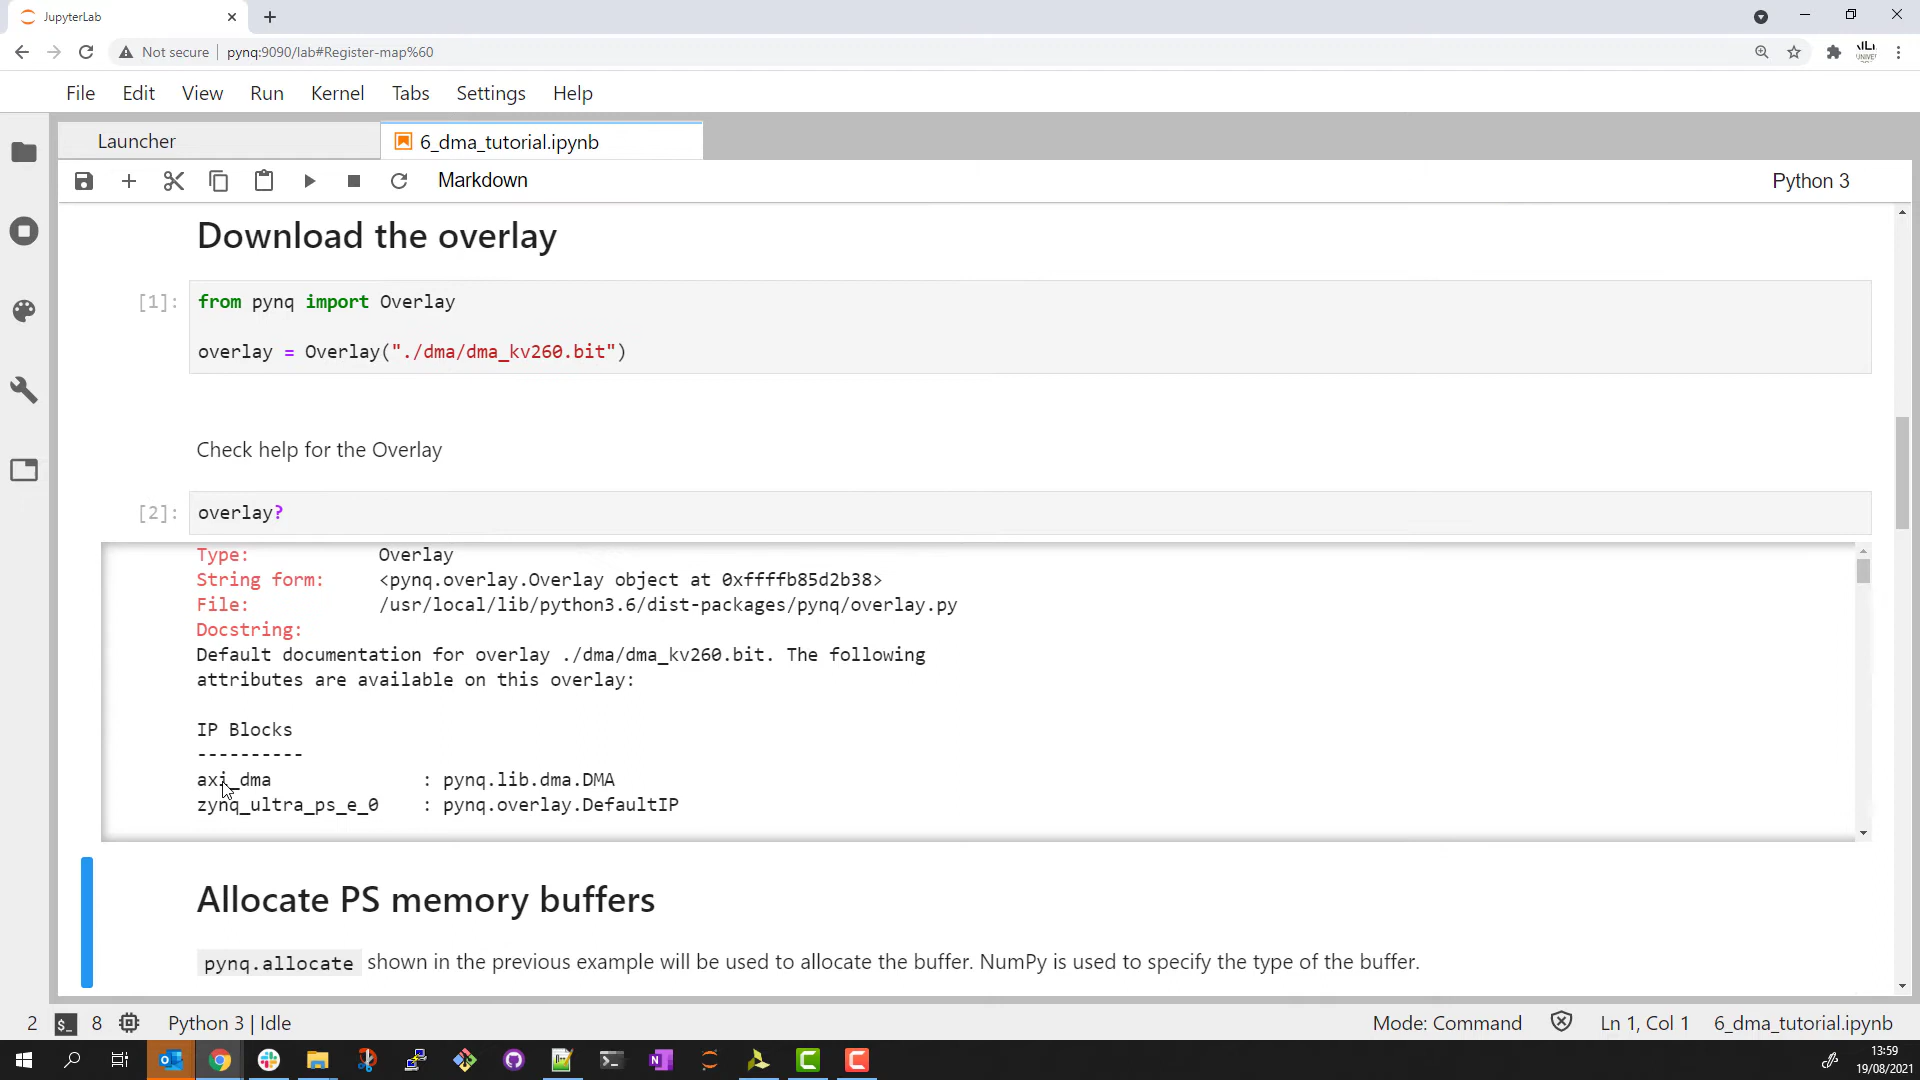 JupyterLab
Not secure
pynq:9090/lab#Register-map%60
File Edit View Run Kernel Tabs Settings Help
Launcher
6_dma_tutorial.ipynb
Markdown
Python 3
Download the overlay
[1]:
from pynq import Overlay
overlay = Overlay("./dma/dma_kv260.bit")
Check help for the Overlay
[2]:
overlay?
Type: Overlay
String form: <pynq.overlay.Overlay object at 0xffffb85d2b38>
File: /usr/local/lib/python3.6/dist-packages/pynq/overlay.py
Docstring:
Default documentation for overlay ./dma/dma_kv260.bit. The following
attributes are available on this overlay:
IP Blocks
----------
axi_dma : pynq.lib.dma.DMA
zynq_ultra_ps_e_0 : pynq.overlay.DefaultIP
Allocate PS memory buffers
pynq.allocate shown in the previous example will be used to allocate the buffer. NumPy is used to specify the type of the buffer.
2 8 Python 3 | Idle
Mode: Command Ln 1, Col 1 6_dma_tutorial.ipynb
13:59
19/08/2021